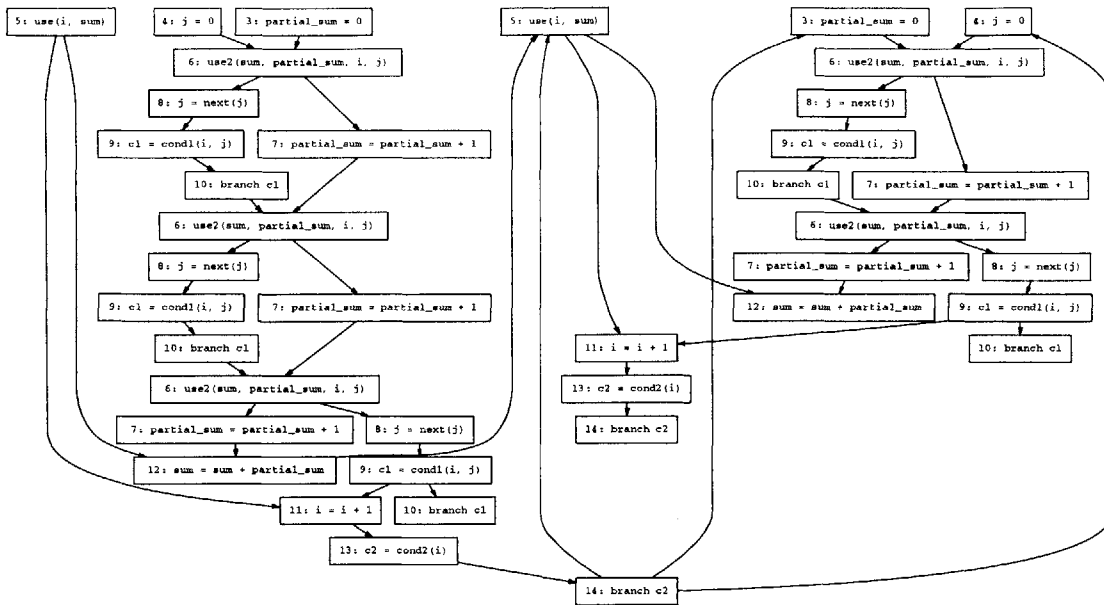 5: use(i, sum)
4: j = 0
3: partial_sum = 0
5: use(i, sum)
3: partial_sum = 0
4: j = 0
6: use2(sum, partial_sum, i, j)
6: use2(sum, partial_sum, i, j)
8: j = next(j)
8: j = next(j)
9: c1 = cond1(i, j)
7: partial_sum = partial_sum + 1
9: c1 = cond1(i, j)
10: branch c1
10: branch c1
7: partial_sum = partial_sum + 1
6: use2(sum, partial_sum, i, j)
6: use2(sum, partial_sum, i, j)
8: j = next(j)
7: partial_sum = partial_sum + 1
8: j = next(j)
9: c1 = cond1(i, j)
7: partial_sum = partial_sum + 1
12: sum = sum + partial_sum
9: c1 = cond1(i, j)
10: branch c1
11: i = i + 1
10: branch c1
6: use2(sum, partial_sum, i, j)
13: c2 = cond2(i)
7: partial_sum = partial_sum + 1
8: j = next(j)
14: branch c2
12: sum = sum + partial_sum
9: c1 = cond1(i, j)
11: i = i + 1
10: branch c1
13: c2 = cond2(i)
14: branch c2